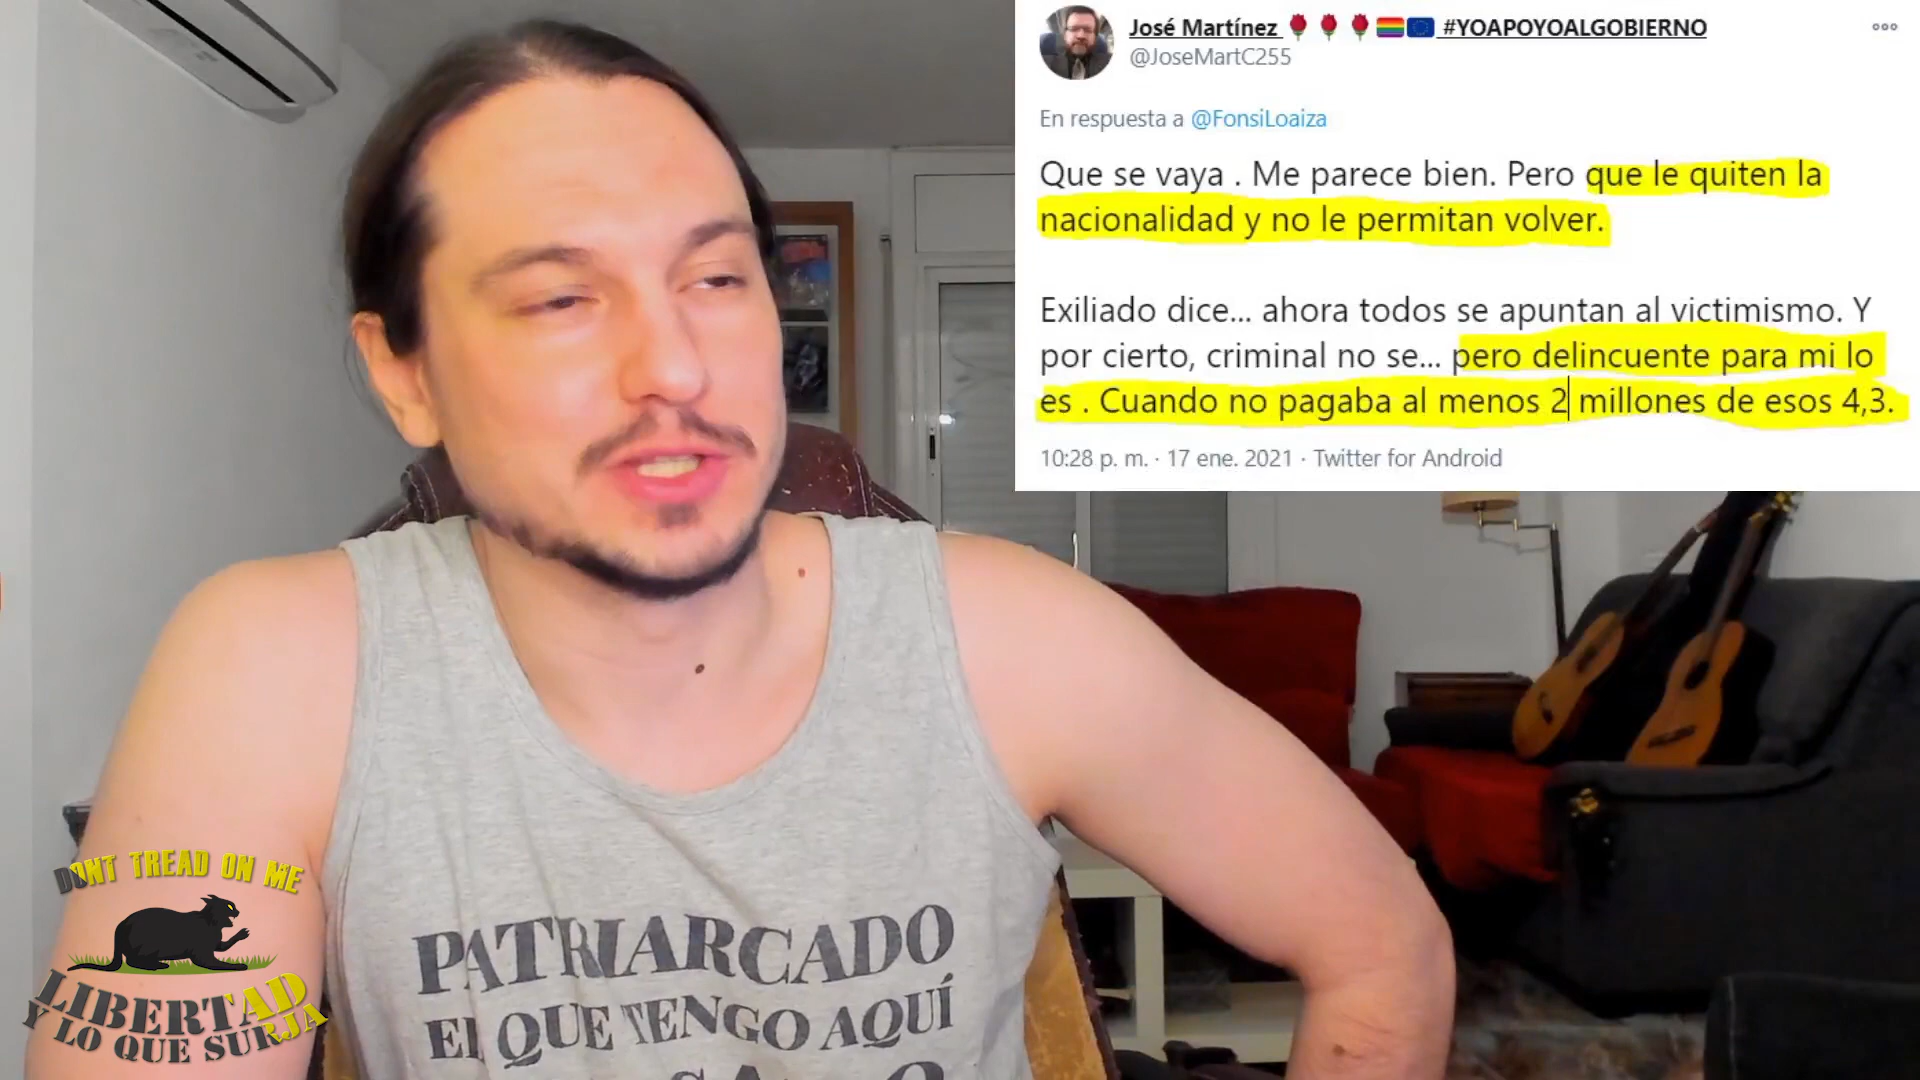 José Martínez #YOAPOYOALGOBIERNO
@JoseMartC255
En respuesta a @FonsiLoaiza
Que se vaya . Me parece bien. Pero que le quiten la
nacionalidad y no le permitan volver.
Exiliado dice... ahora todos se apuntan al victimismo. Y
por cierto, criminal no se... pero delincuente para mi lo
es . Cuando no pagaba al menos 2 millones de esos 4,3.
10:28 p. m. · 17 ene. 2021 · Twitter for Android
DONT TREAD ON ME
LIBERTAD
Y LO QUE SURJA
PATRIARCADO
EL QUE TENGO AQUÍ